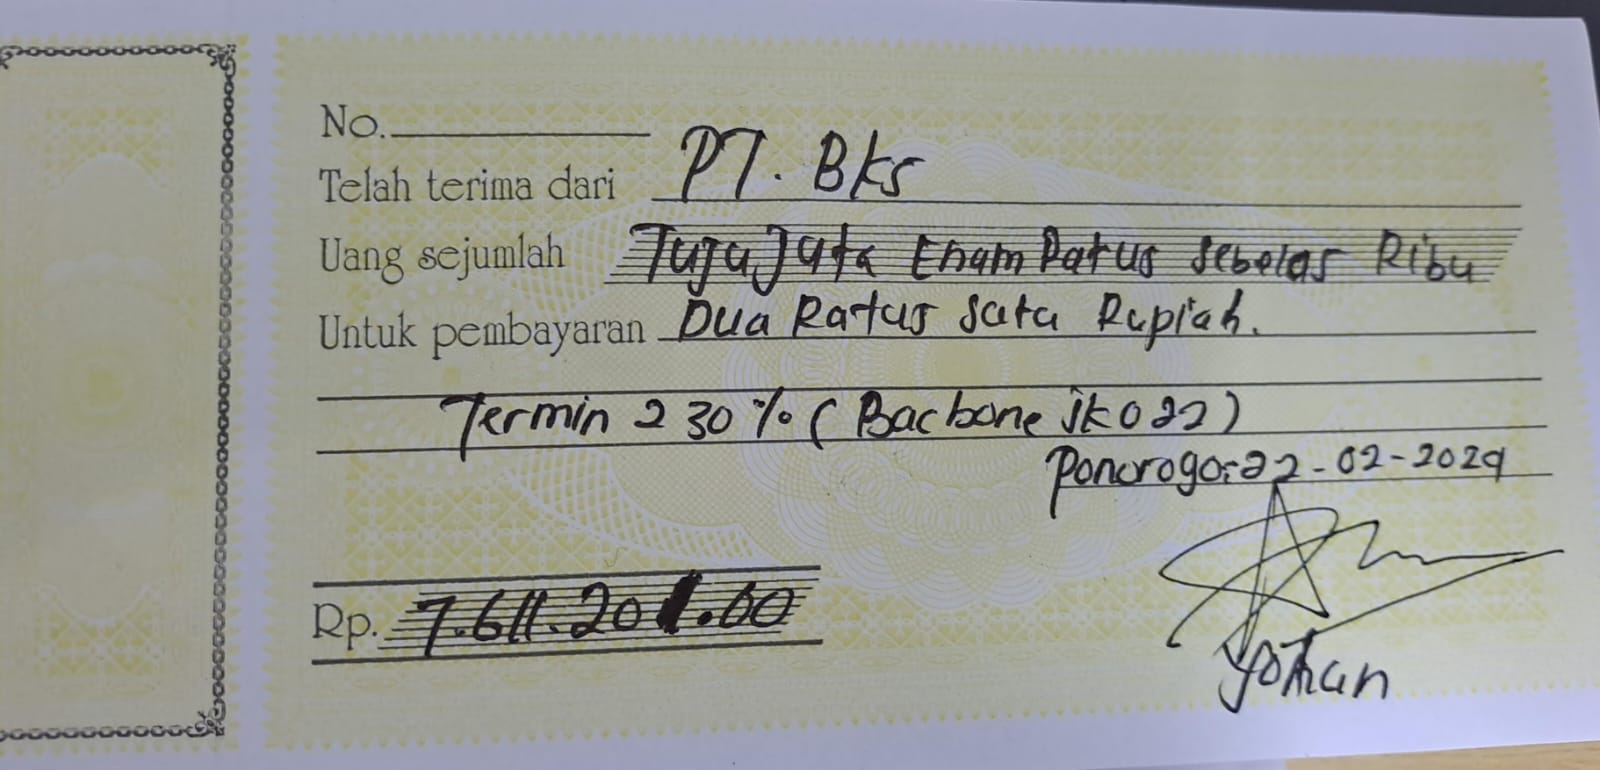 No.
Telah terima dari PT. Bks
Uang sejumlah Tuju Juta Enam Ratus Sebelas Ribu
Untuk pembayaran Dua Ratus Satu Rupiah.
Termin 2 30% (Bacbone JK022)
Ponorogo:22-02-2024
Rp. 7.611.201.60
Yohan